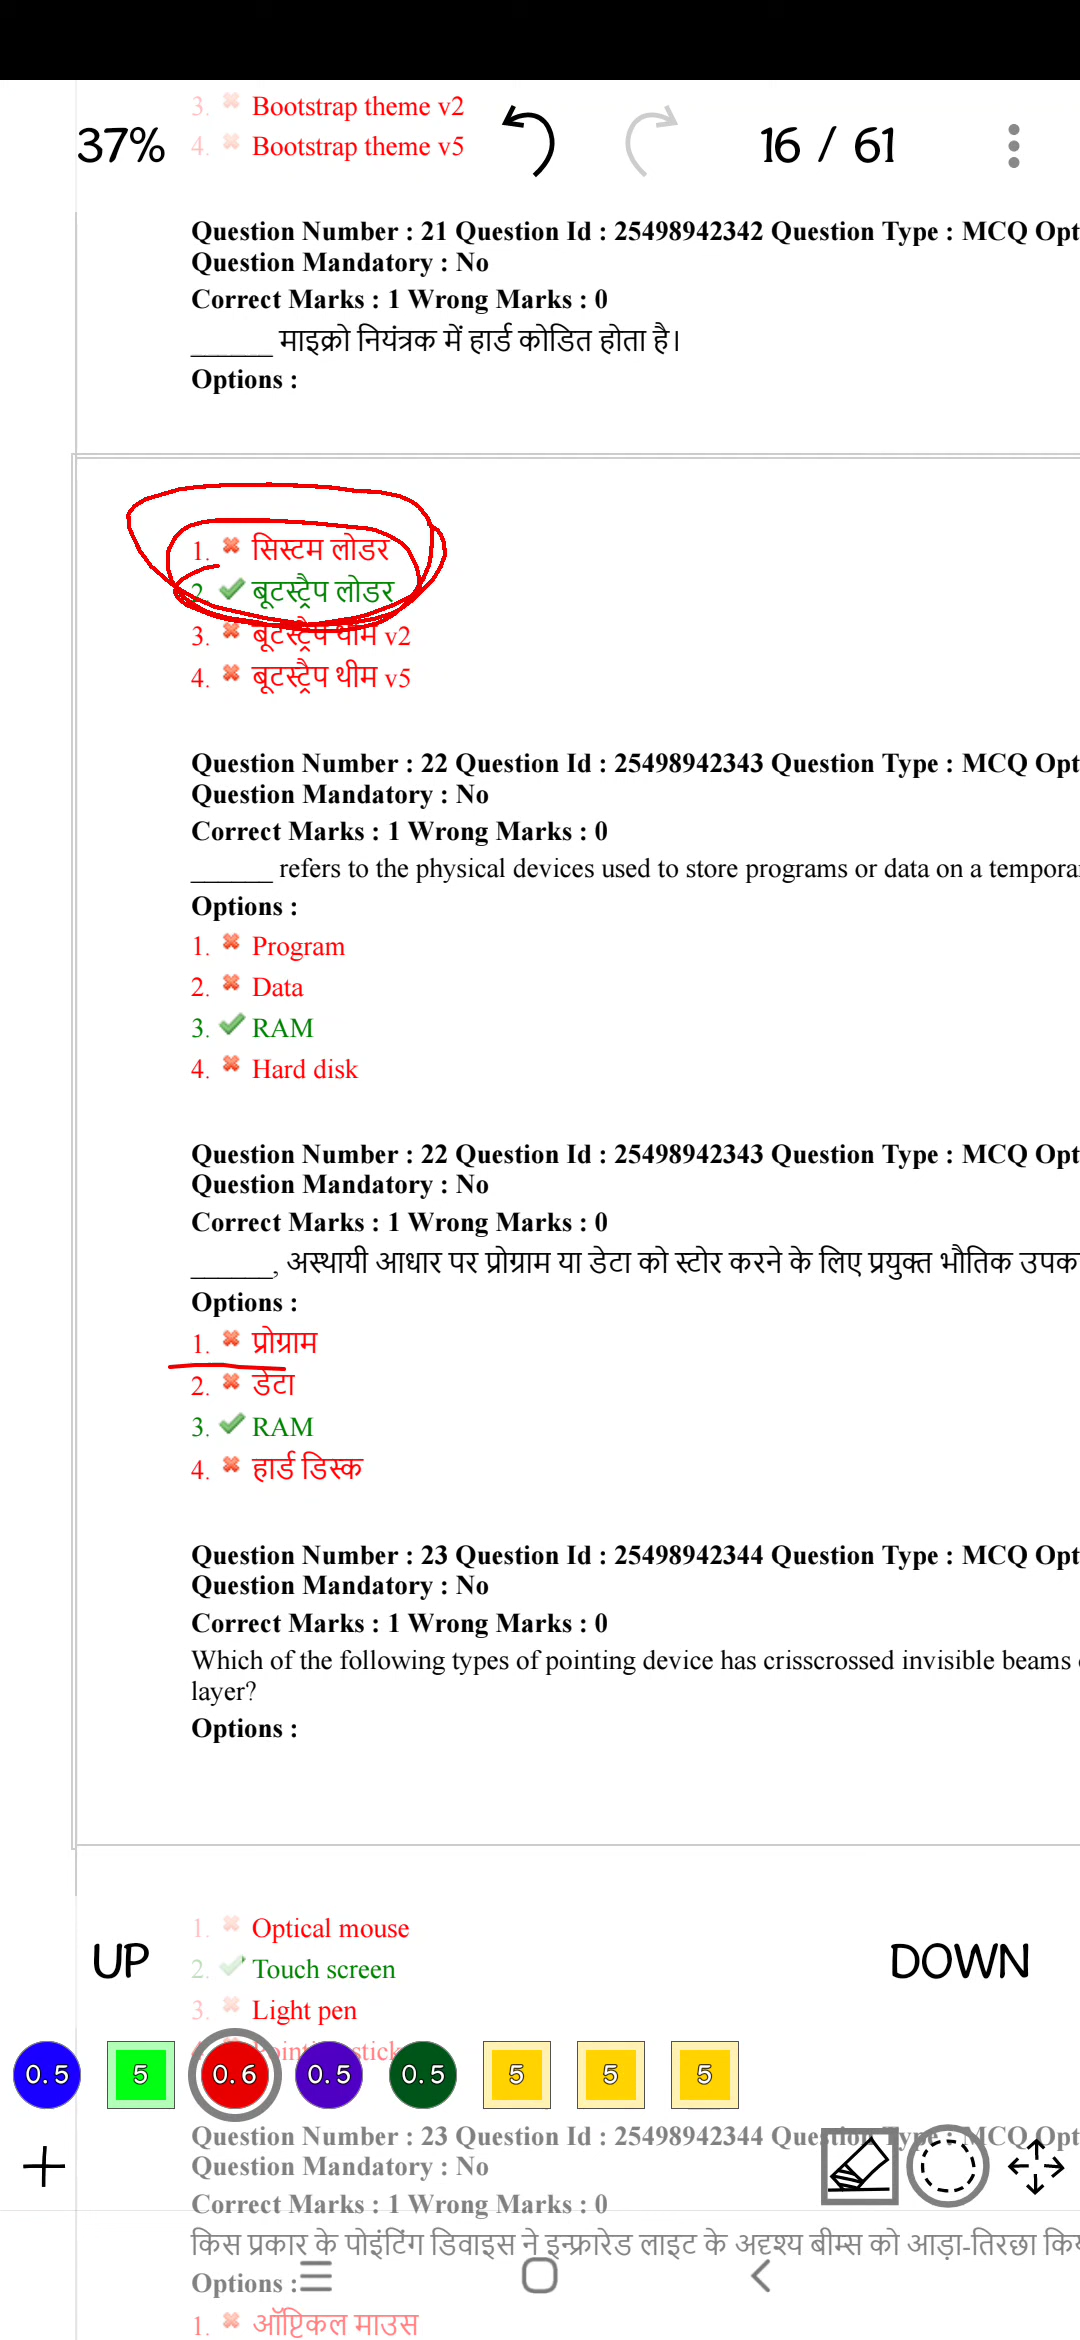 3. Bootstrap theme v2
37% 4. Bootstrap theme v5 16 / 61
Question Number : 21 Question Id : 25498942342 Question Type : MCQ Opt
Question Mandatory : No
Correct Marks : 1 Wrong Marks : 0
______ माइक्रो नियंत्रक में हार्ड कोडित होता है।
Options :
1. सिस्टम लोडर
2. बूटस्ट्रैप लोडर
3. बूटस्ट्रैप थीम v2
4. बूटस्ट्रैप थीम v5
Question Number : 22 Question Id : 25498942343 Question Type : MCQ Opt
Question Mandatory : No
Correct Marks : 1 Wrong Marks : 0
______ refers to the physical devices used to store programs or data on a tempora
Options :
1. Program
2. Data
3. RAM
4. Hard disk
Question Number : 22 Question Id : 25498942343 Question Type : MCQ Opt
Question Mandatory : No
Correct Marks : 1 Wrong Marks : 0
______, अस्थायी आधार पर प्रोग्राम या डेटा को स्टोर करने के लिए प्रयुक्त भौतिक उपक
Options :
1. प्रोग्राम
2. डेटा
3. RAM
4. हार्ड डिस्क
Question Number : 23 Question Id : 25498942344 Question Type : MCQ Opt
Question Mandatory : No
Correct Marks : 1 Wrong Marks : 0
Which of the following types of pointing device has crisscrossed invisible beams
layer?
Options :
1. Optical mouse
UP 2. Touch screen DOWN
3. Light pen
4. Pointing stick
0.5 5 0.6 0.5 0.5 5 5 5
Question Number : 23 Question Id : 25498942344 Question Type : MCQ Opt
Question Mandatory : No
Correct Marks : 1 Wrong Marks : 0
किस प्रकार के पोइंटिंग डिवाइस ने इन्फ्रारेड लाइट के अदृश्य बीम्स को आड़ा-तिरछा कि
Options :
1. ऑप्टिकल माउस